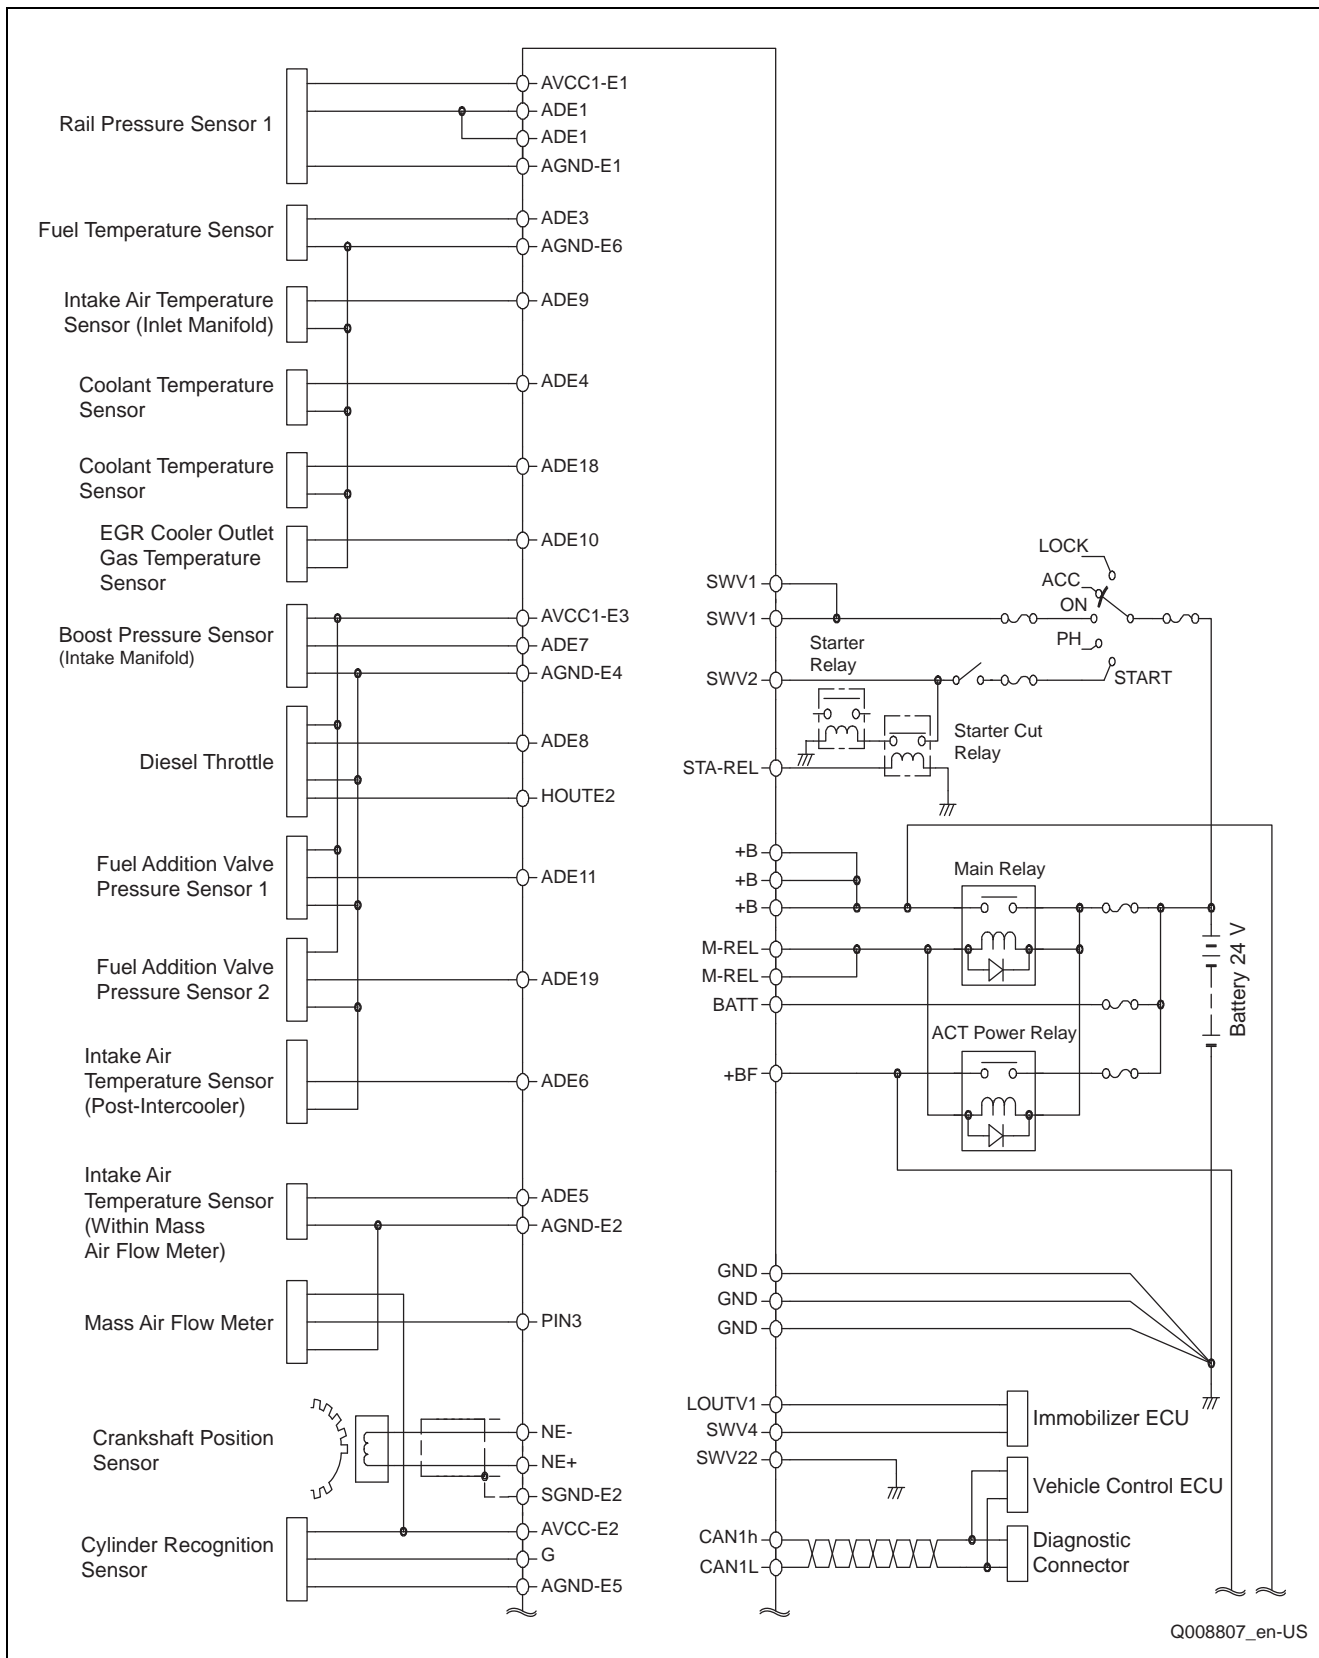 Rail Pressure Sensor 1
AVCC1-E1
ADE1
ADE1
AGND-E1
Fuel Temperature Sensor
ADE3
AGND-E6
Intake Air Temperature
Sensor (Inlet Manifold)
ADE9
Coolant Temperature
Sensor
ADE4
Coolant Temperature
Sensor
ADE18
EGR Cooler Outlet
Gas Temperature
Sensor
ADE10
Boost Pressure Sensor
(Intake Manifold)
AVCC1-E3
ADE7
AGND-E4
Diesel Throttle
ADE8
HOUTE2
Fuel Addition Valve
Pressure Sensor 1
ADE11
Fuel Addition Valve
Pressure Sensor 2
ADE19
Intake Air
Temperature Sensor
(Post-Intercooler)
ADE6
Intake Air
Temperature Sensor
(Within Mass
Air Flow Meter)
ADE5
AGND-E2
Mass Air Flow Meter
PIN3
Crankshaft Position
Sensor
NE-
NE+
SGND-E2
Cylinder Recognition
Sensor
AVCC-E2
G
AGND-E5
LOCK
ACC
ON
PH
START
SWV1
SWV1
SWV2
Starter
Relay
Starter Cut
Relay
STA-REL
+B
+B
+B
Main Relay
M-REL
M-REL
BATT
ACT Power Relay
+BF
Battery 24 V
GND
GND
GND
LOUTV1
SWV4
Immobilizer ECU
SWV22
Vehicle Control ECU
CAN1h
CAN1L
Diagnostic
Connector
Q008807_en-US